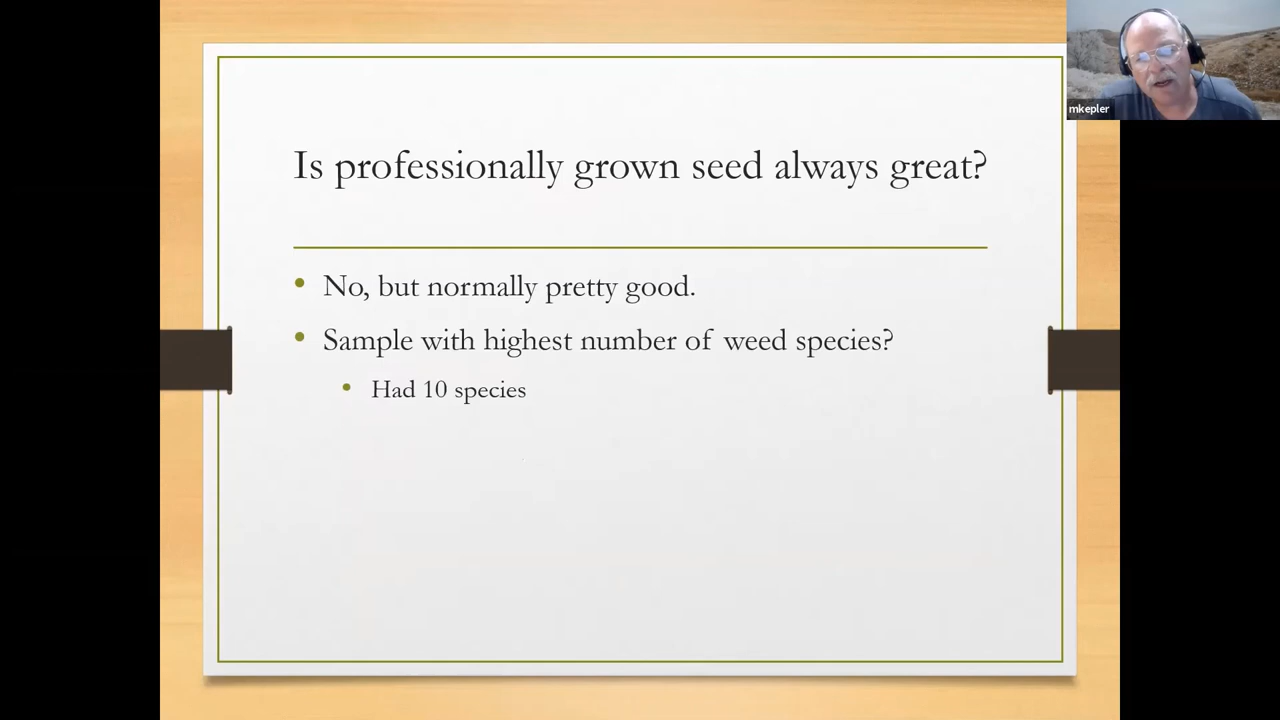 Is professionally grown seed always great?
No, but normally pretty good.
Sample with highest number of weed species?
Had 10 species
mkepler